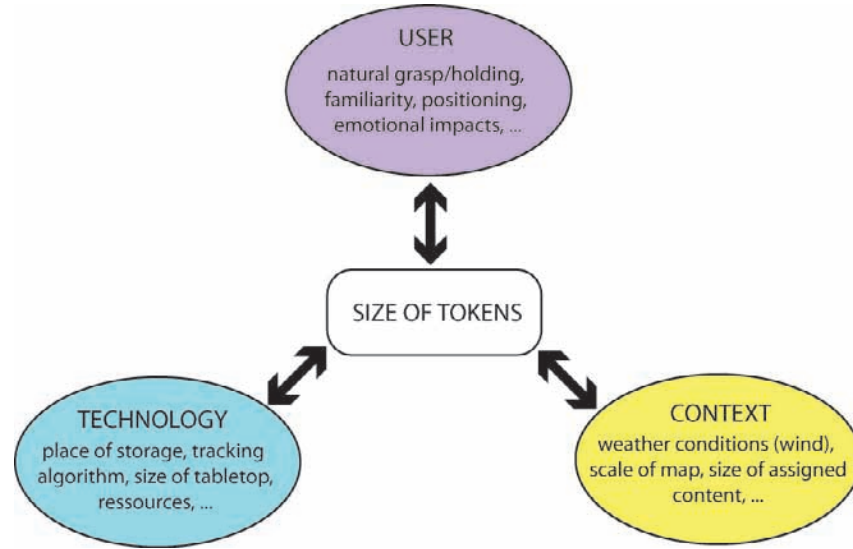 USER
natural grasp/holding,
familiarity, positioning,
emotional impacts, ...
SIZE OF TOKENS
TECHNOLOGY
place of storage, tracking
algorithm, size of tabletop,
ressources, ...
CONTEXT
weather conditions (wind),
scale of map, size of assigned
content, ...